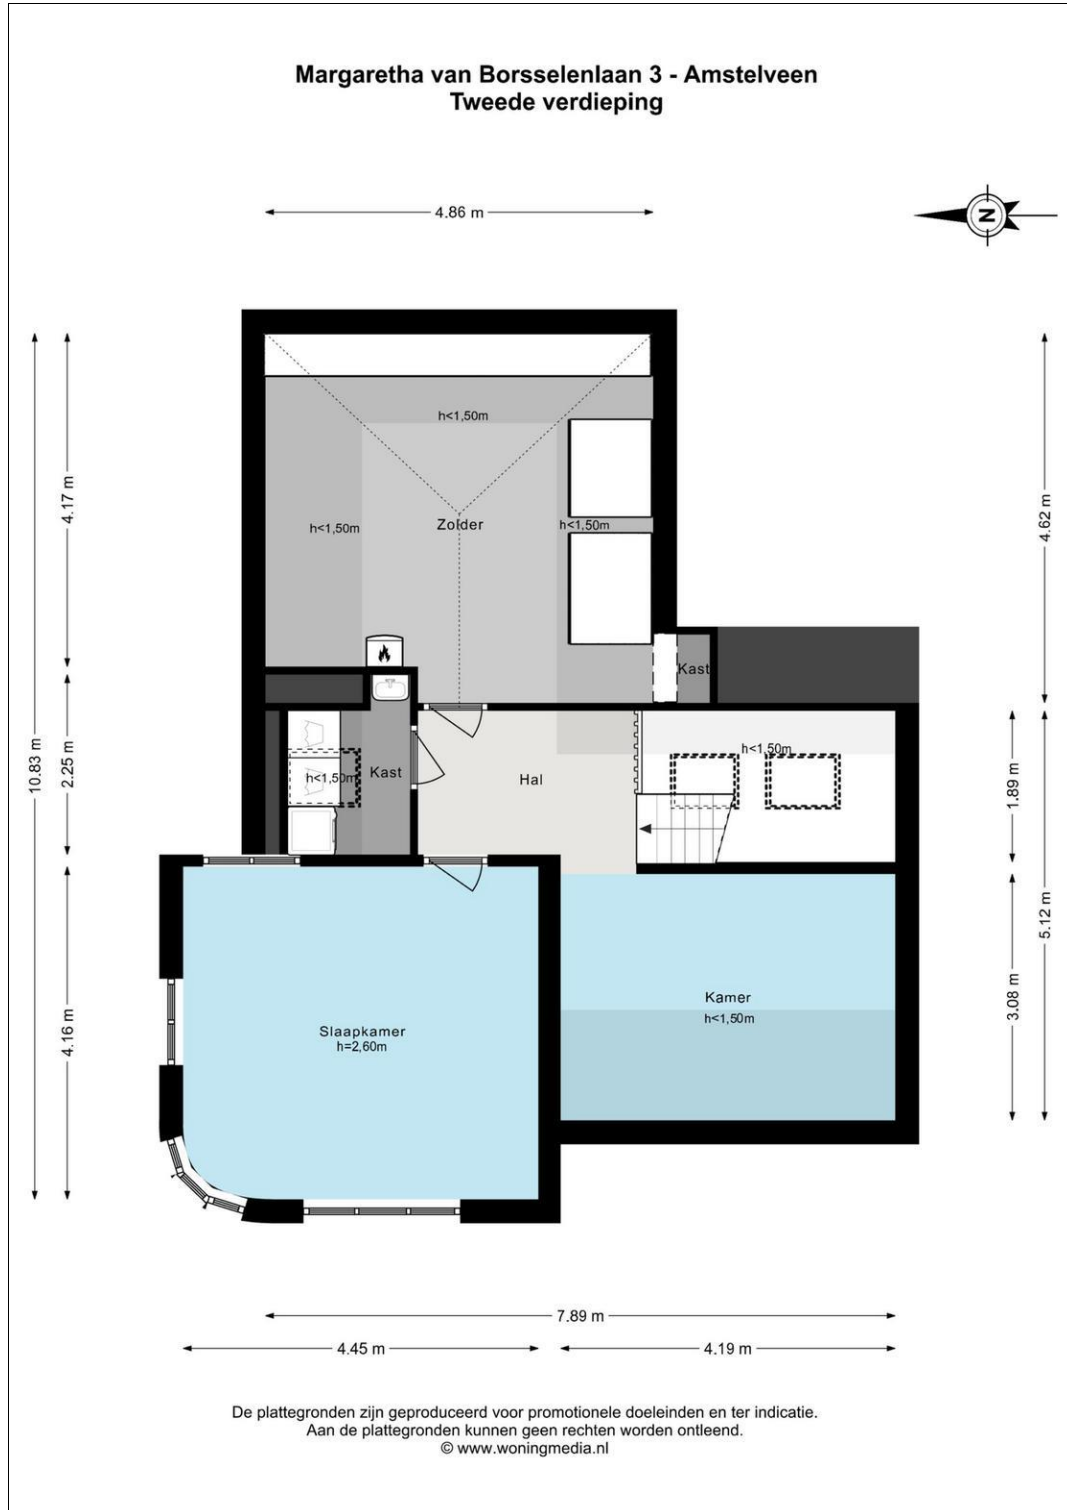 Margaretha van Borsselenlaan 3 - Amstelveen
Tweede verdieping
4.86 m
N
h<1,50m
h<1,50m
Zolder
h<1,50m
4.17 m
4.62 m
Kast
10.83 m
2.25 m
h<1,50m
Kast
Hal
h<1,50m
1.89 m
5.12 m
4.16 m
Slaapkamer
h=2,60m
Kamer
h<1,50m
3.08 m
7.89 m
4.45 m
4.19 m
De plattegronden zijn geproduceerd voor promotionele doeleinden en ter indicatie.
Aan de plattegronden kunnen geen rechten worden ontleend.
© www.woningmedia.nl